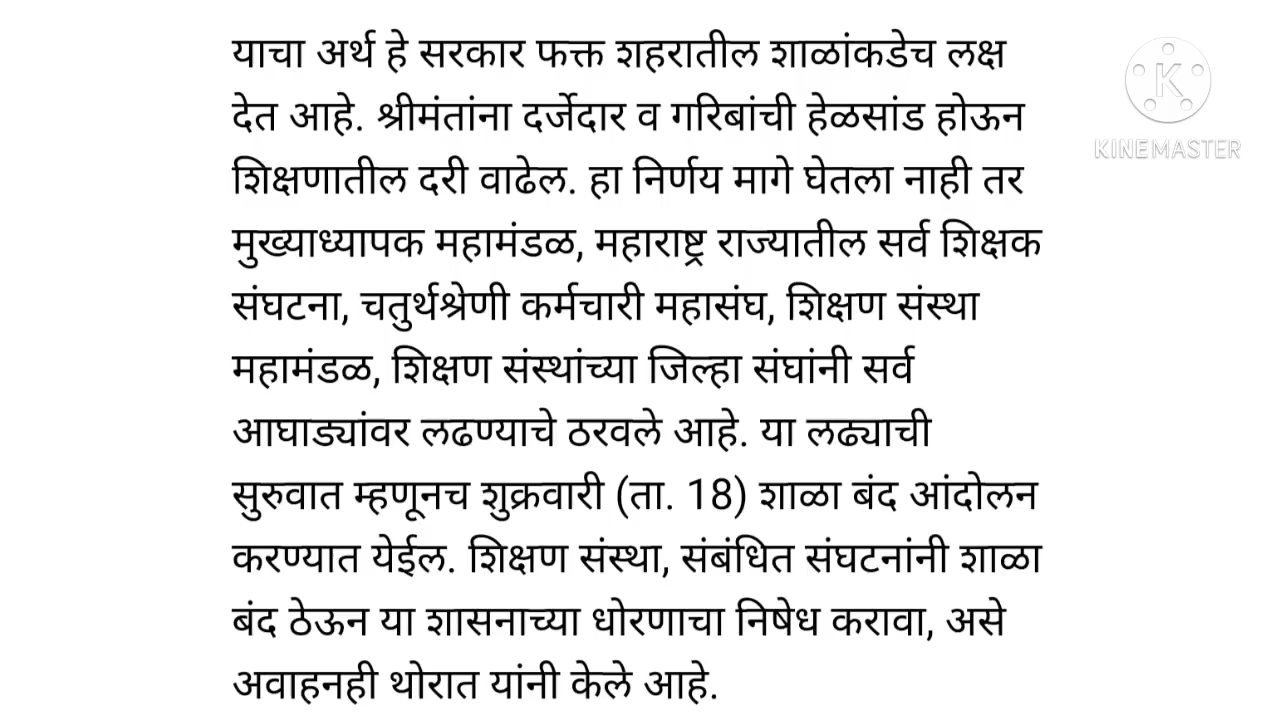 याचा अर्थ हे सरकार फक्त शहरातील शाळांकडेच लक्ष
देत आहे. श्रीमंतांना दर्जेदार व गरिबांची हेळसांड होऊन
शिक्षणातील दरी वाढेल. हा निर्णय मागे घेतला नाही तर
मुख्याध्यापक महामंडळ, महाराष्ट्र राज्यातील सर्व शिक्षक
संघटना, चतुर्थश्रेणी कर्मचारी महासंघ, शिक्षण संस्था
महामंडळ, शिक्षण संस्थांच्या जिल्हा संघांनी सर्व
आघाड्यांवर लढण्याचे ठरवले आहे. या लढ्याची
सुरुवात म्हणूनच शुक्रवारी (ता. 18) शाळा बंद आंदोलन
करण्यात येईल. शिक्षण संस्था, संबंधित संघटनांनी शाळा
बंद ठेऊन या शासनाच्या धोरणाचा निषेध करावा, असे
अवाहनही थोरात यांनी केले आहे.
K
KINEMASTER